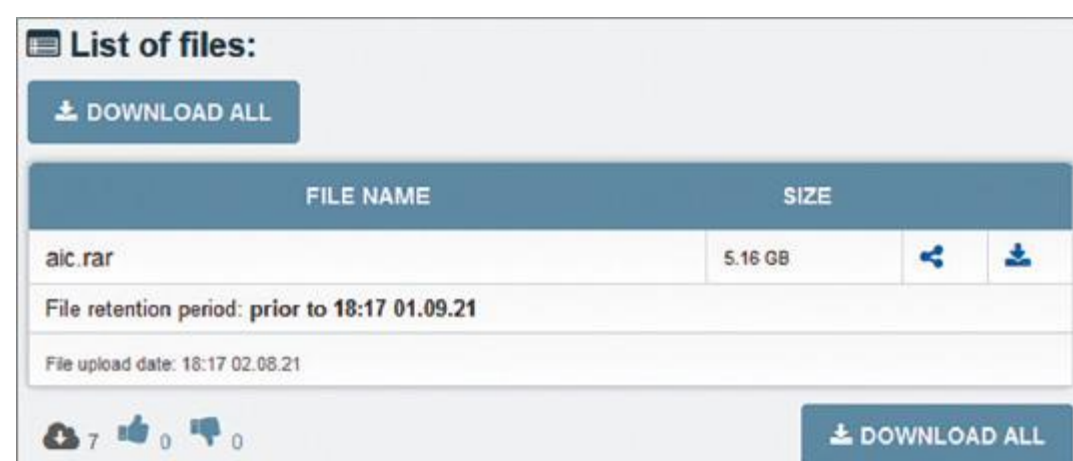 List of files:
DOWNLOAD ALL
FILE NAME SIZE
aic.rar 5.16 GB
File retention period: prior to 18:17 01.09.21
File upload date: 18:17 02.08.21
7 0 0 DOWNLOAD ALL